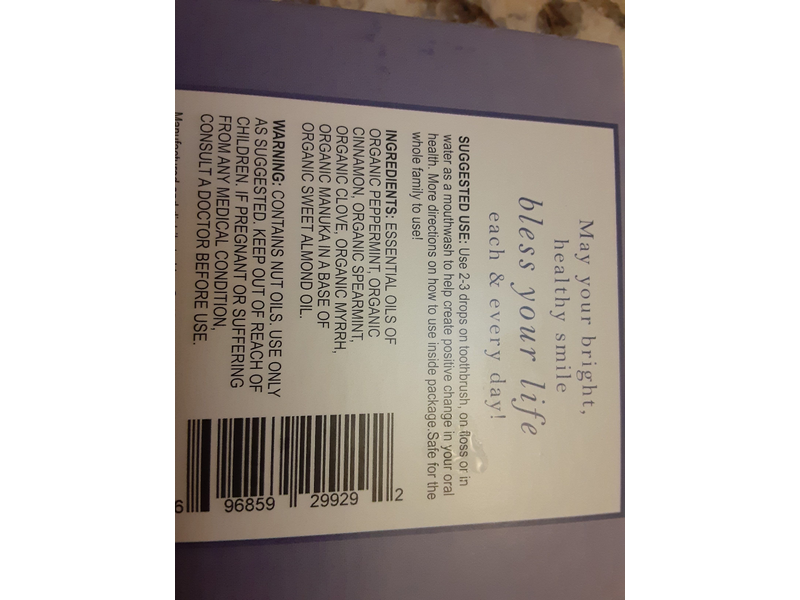 May your bright,
healthy smile
bless your life
each & every day!
SUGGESTED USE: Use 2-3 drops on toothbrush, on floss or in
water as a mouthwash to help create positive change in your oral
health. More directions on how to use inside package.Safe for the
whole family to use!
INGREDIENTS: ESSENTIAL OILS OF
ORGANIC PEPPERMINT, ORGANIC
CINNAMON, ORGANIC SPEARMINT,
ORGANIC CLOVE, ORGANIC MYRRH,
ORGANIC MANUKA IN A BASE OF
ORGANIC SWEET ALMOND OIL.
WARNING: CONTAINS NUT OILS. USE ONLY
AS SUGGESTED. KEEP OUT OF REACH OF
CHILDREN. IF PREGNANT OR SUFFERING
FROM ANY MEDICAL CONDITION,
CONSULT A DOCTOR BEFORE USE.
6 96859 29929 2